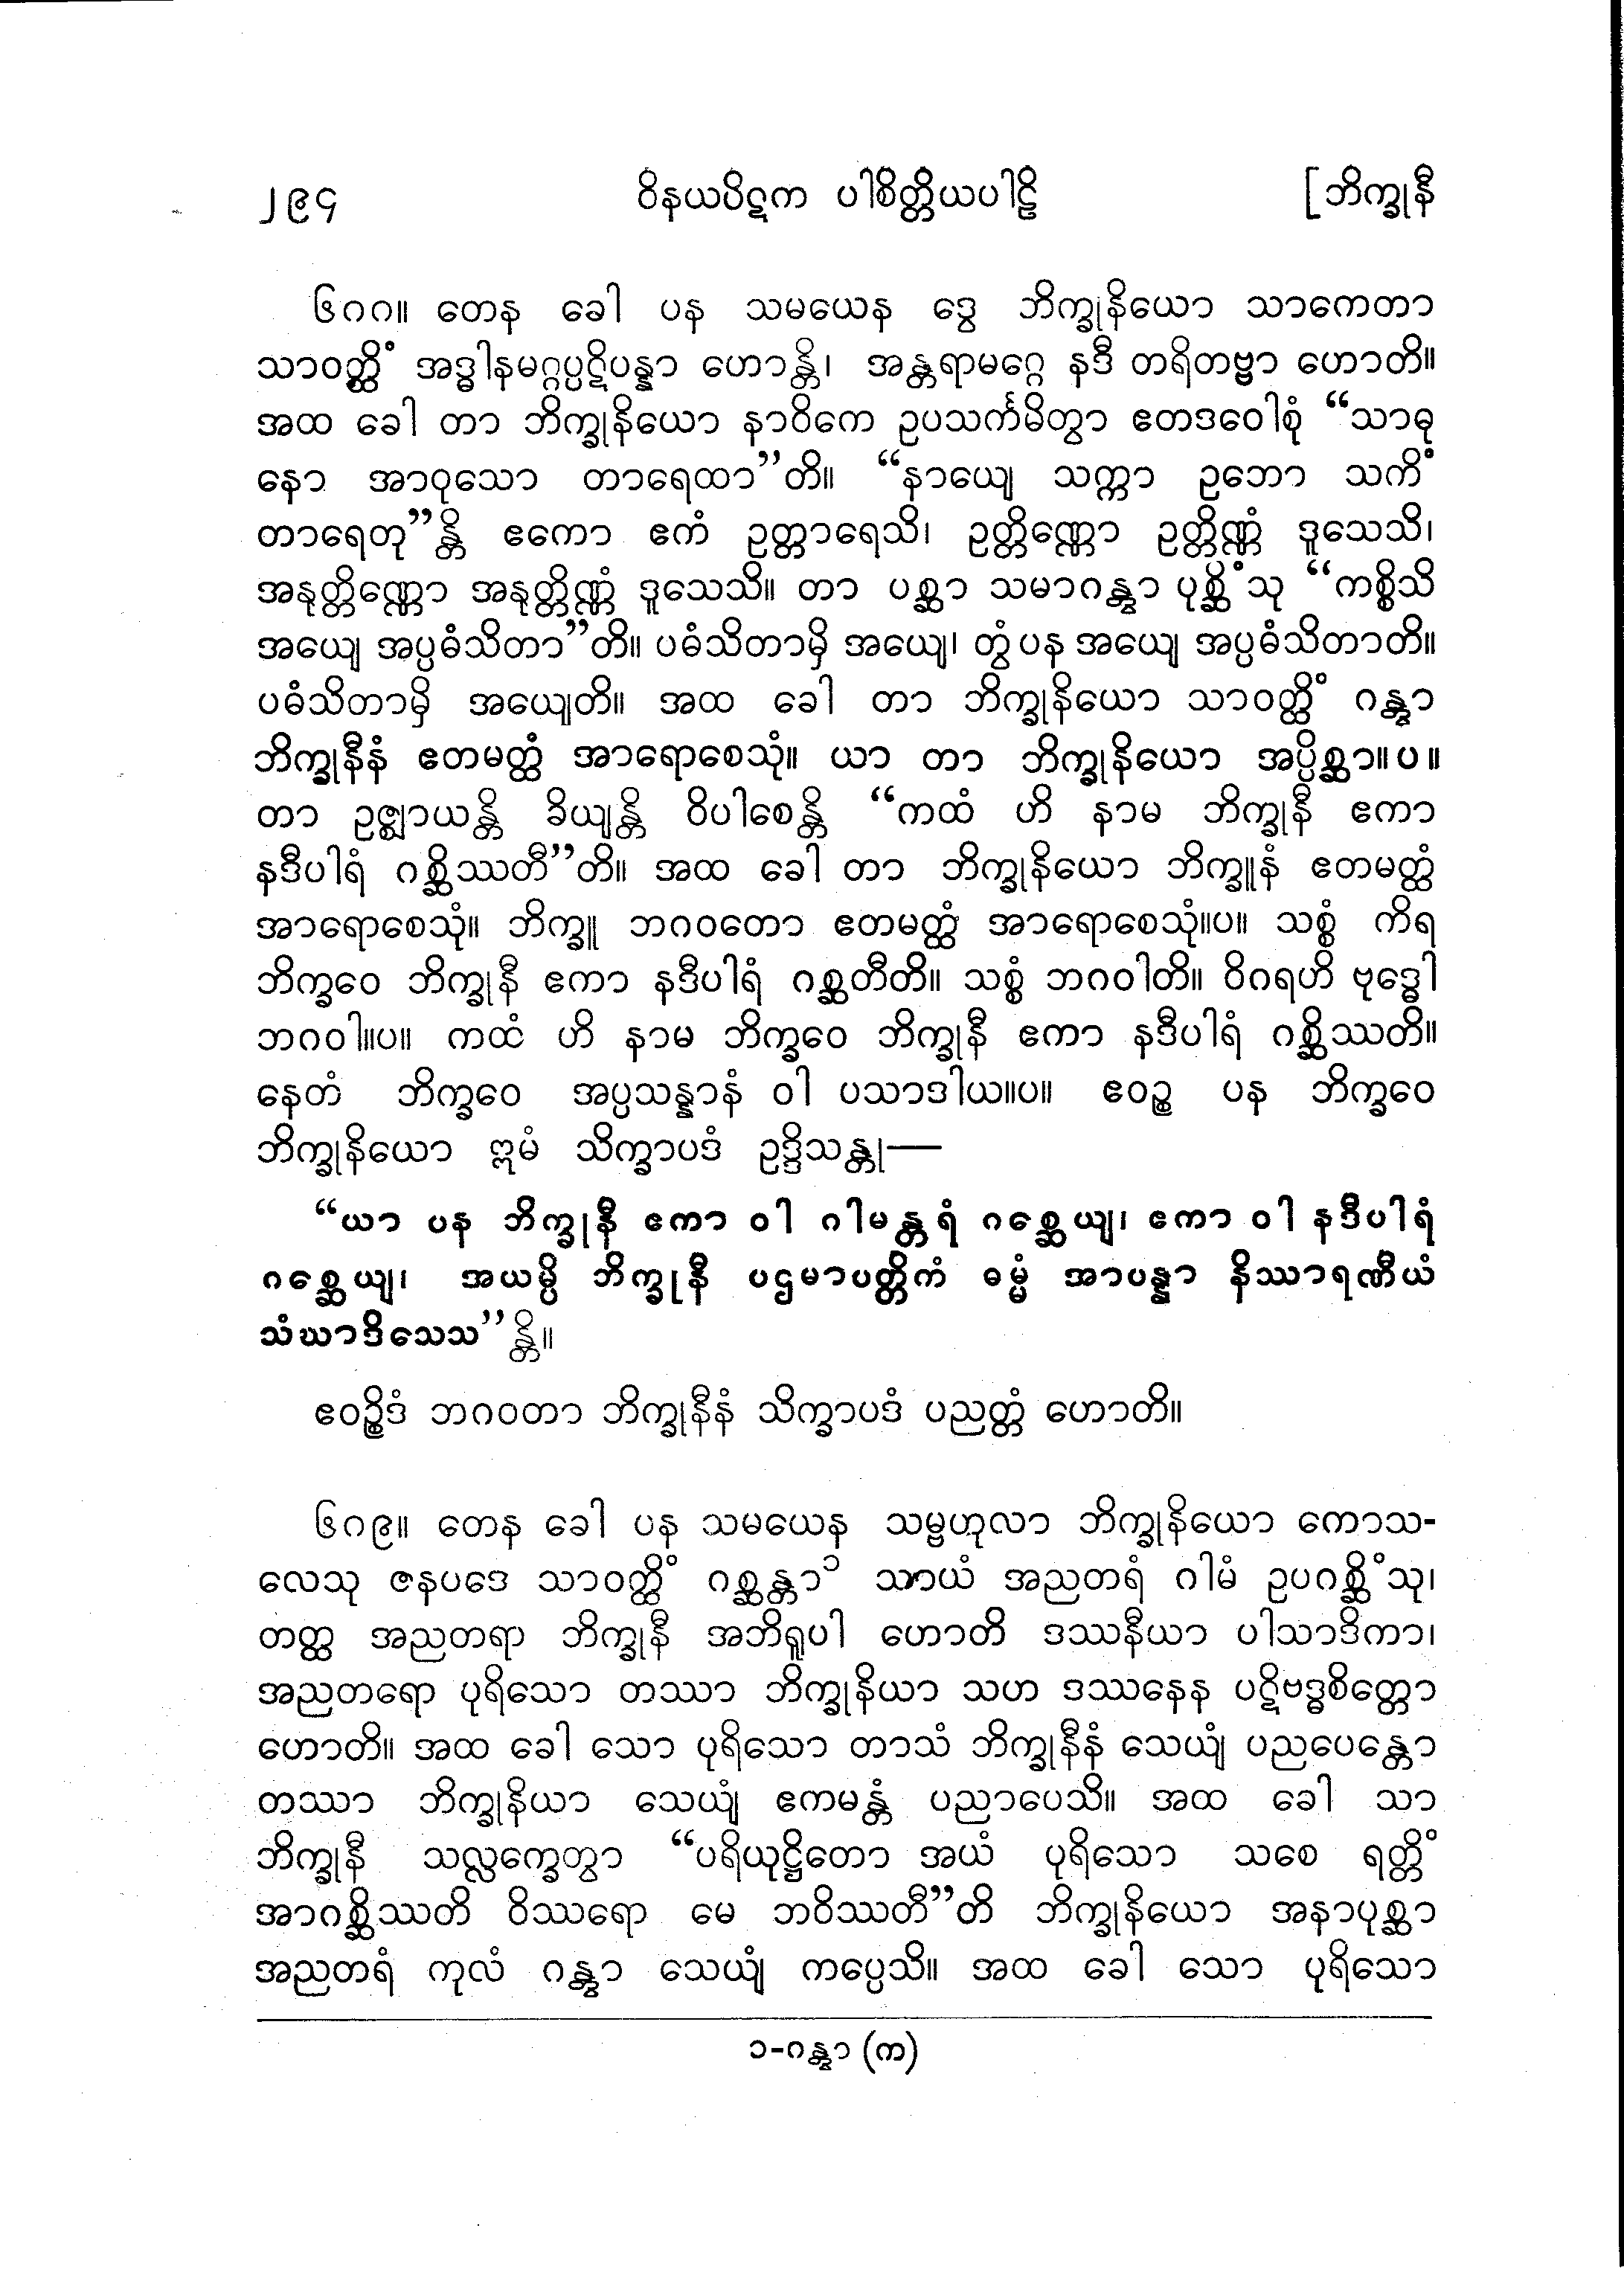 ၂၉၄ ဝိနယပိဋက ပါစိတ္တိယပါဠိ [ဘိက္ခုနီ
၆၈၈။ တေန ခေါ ပန သမယေန ဒွေ ဘိက္ခုနိယော သာကေတာ
သာဝတ္ထိံ အဒ္ဓါနမဂ္ဂပ္ပဋိပန္နာ ဟောန္တိ၊ အန္တရာမဂ္ဂေ နဒီ တရိတဗ္ဗာ ဟောတိ။
အထ ခေါ တာ ဘိက္ခုနိယော နာဝိကေ ဥပသင်္ကမိတွာ ဧတဒဝေါစုံ “သာဓု
နော အာဝုသော တာရေထာ”တိ။ “နာယျေ သက္ကာ ဥဘော သကိံ
တာရေတု”န္တိ ဧကော ဧကံ ဥတ္တာရေသိ၊ ဥတ္တိဏ္ဏော ဥတ္တိဏ္ဏံ ဒူသေသိ၊
အနုတ္တိဏ္ဏော အနုတ္တိဏ္ဏံ ဒူသေသိ။ တာ ပစ္ဆာ သမာဂန္တွာ ပုစ္ဆိံသု “ကစ္စိသိ
အယျေ အပ္ပဓံသိတာ”တိ။ ပဓံသိတာမှိ အယျေ၊ တွံ ပန အယျေ အပ္ပဓံသိတာတိ။
ပဓံသိတာမှိ အယျေတိ။ အထ ခေါ တာ ဘိက္ခုနိယော သာဝတ္ထိံ ဂန္တွာ
ဘိက္ခုနီနံ ဧတမတ္ထံ အာရောစေသုံ။ ယာ တာ ဘိက္ခုနိယော အပ္ပိစ္ဆာ။ပ။
တာ ဥဇ္ဈာယန္တိ ခိယျန္တိ ဝိပါစေန္တိ “ကထံ ဟိ နာမ ဘိက္ခုနီ ဧကာ
နဒီပါရံ ဂစ္ဆိဿတီ”တိ။ အထ ခေါ တာ ဘိက္ခုနိယော ဘိက္ခူနံ ဧတမတ္ထံ
အာရောစေသုံ။ ဘိက္ခူ ဘဂဝတော ဧတမတ္ထံ အာရောစေသုံ။ပ။ သစ္စံ ကိရ
ဘိက္ခဝေ ဘိက္ခုနီ ဧကာ နဒီပါရံ ဂစ္ဆတီတိ။ သစ္စံ ဘဂဝါတိ။ ဝိဂရဟိ ဗုဒ္ဓေါ
ဘဂဝါ။ပ။ ကထံ ဟိ နာမ ဘိက္ခဝေ ဘိက္ခုနီ ဧကာ နဒီပါရံ ဂစ္ဆိဿတိ။
နေတံ ဘိက္ခဝေ အပ္ပသန္နာနံ ဝါ ပသာဒါယ။ပ။ ဧဝဉ္စ ပန ဘိက္ခဝေ
ဘိက္ခုနိယော ဣမံ သိက္ခာပဒံ ဥဒ္ဒိသန္တု—
“ယာ ပန ဘိက္ခုနီ ဧကာ ဝါ ဂါမန္တရံ ဂစ္ဆေယျ၊ ဧကာ ဝါ နဒီပါရံ
ဂစ္ဆေယျ၊ အယမ္ပိ ဘိက္ခုနီ ပဌမာပတ္တိကံ ဓမ္မံ အာပန္နာ နိဿာရဏီယံ
သံဃာဒိသေသ”န္တိ။
ဧဝဉ္စိဒံ ဘဂဝတာ ဘိက္ခုနီနံ သိက္ခာပဒံ ပညတ္တံ ဟောတိ။
၆၈၉။ တေန ခေါ ပန သမယေန သမ္ဗဟုလာ ဘိက္ခုနိယော ကောသ-
လေသု ဇနပဒေ သာဝတ္ထိံ ဂစ္ဆန္တာ၁ သာယံ အညတရံ ဂါမံ ဥပဂစ္ဆိံသု၊
တတ္ထ အညတရာ ဘိက္ခုနီ အဘိရူပါ ဟောတိ ဒဿနီယာ ပါသာဒိကာ၊
အညတရော ပုရိသော တဿာ ဘိက္ခုနိယာ သဟ ဒဿနေန ပဋိဗဒ္ဓစိတ္တော
ဟောတိ။ အထ ခေါ သော ပုရိသော တာသံ ဘိက္ခုနီနံ သေယျံ ပညပေန္တော
တဿာ ဘိက္ခုနိယာ သေယျံ ဧကမန္တံ ပညာပေသိ။ အထ ခေါ သာ
ဘိက္ခုနီ သလ္လက္ခေတွာ “ပရိယုဋ္ဌိတော အယံ ပုရိသော သစေ ရတ္တိံ
အာဂစ္ဆိဿတိ ဝိဿရော မေ ဘဝိဿတီ”တိ ဘိက္ခုနိယော အနာပုစ္ဆာ
အညတရံ ကုလံ ဂန္တွာ သေယျံ ကပ္ပေသိ။ အထ ခေါ သော ပုရိသော
၁-ဂန္တွာ (က)